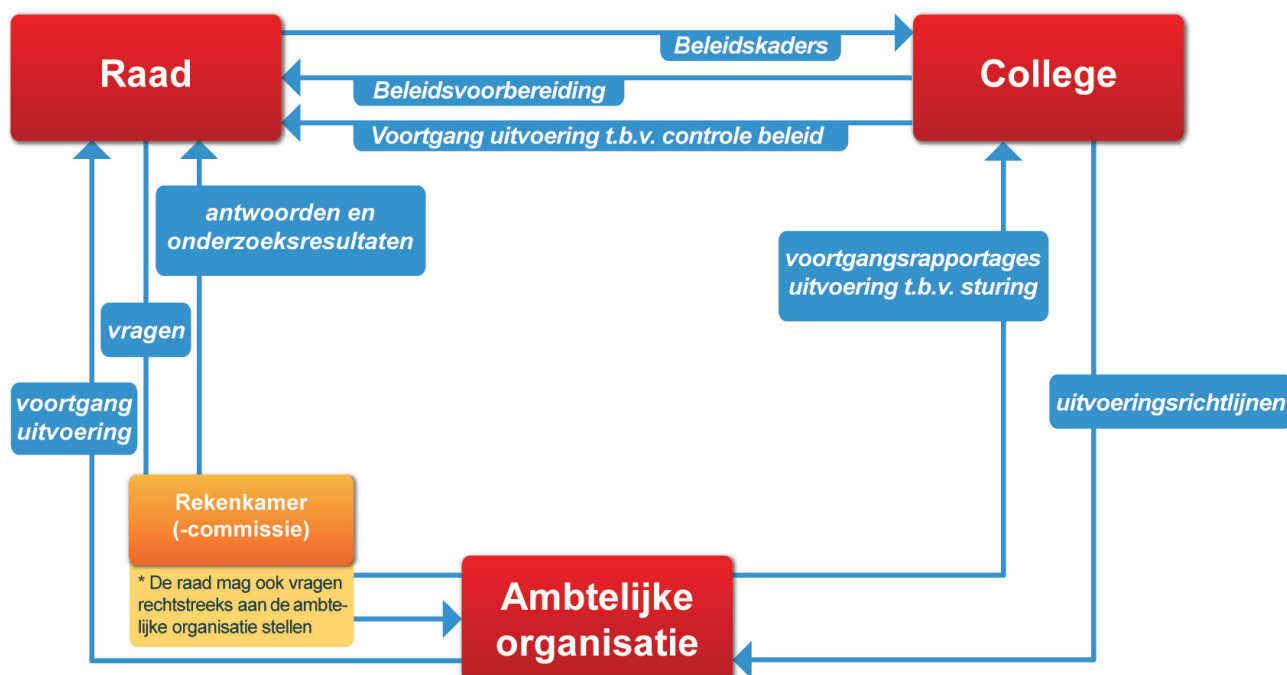 Raad
College
Beleidskaders
Beleidsvoorbereiding
Voortgang uitvoering t.b.v. controle beleid
antwoorden en
onderzoeksresultaten
voortgangsrapportages
uitvoering t.b.v. sturing
vragen
voortgang
uitvoering
uitvoeringsrichtlijnen
Rekenkamer
(-commissie)
* De raad mag ook vragen
rechtstreeks aan de ambte-
lijke organisatie stellen
Ambtelijke
organisatie